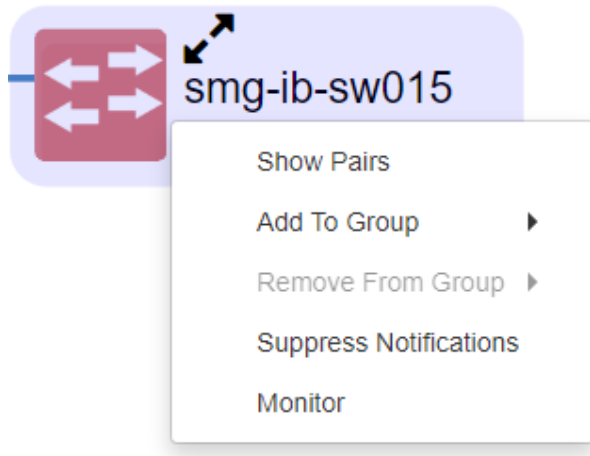 smg-ib-sw015
Show Pairs
Add To Group
Remove From Group
Suppress Notifications
Monitor